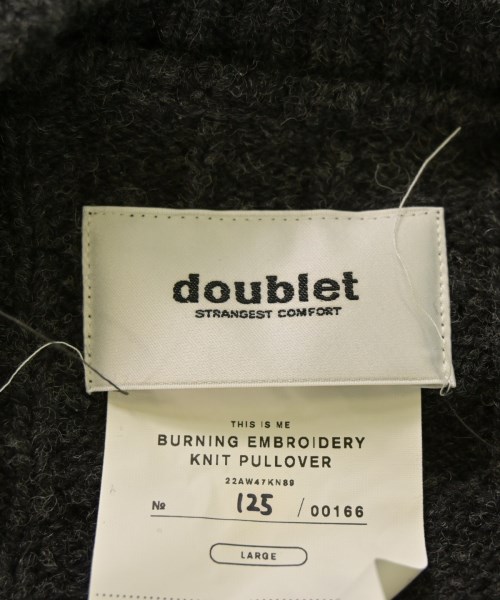 doublet
STRANGEST COMFORT
THIS IS ME
BURNING EMBROIDERY
KNIT PULLOVER
22AW47KN89
№ 125 / 00166
LARGE